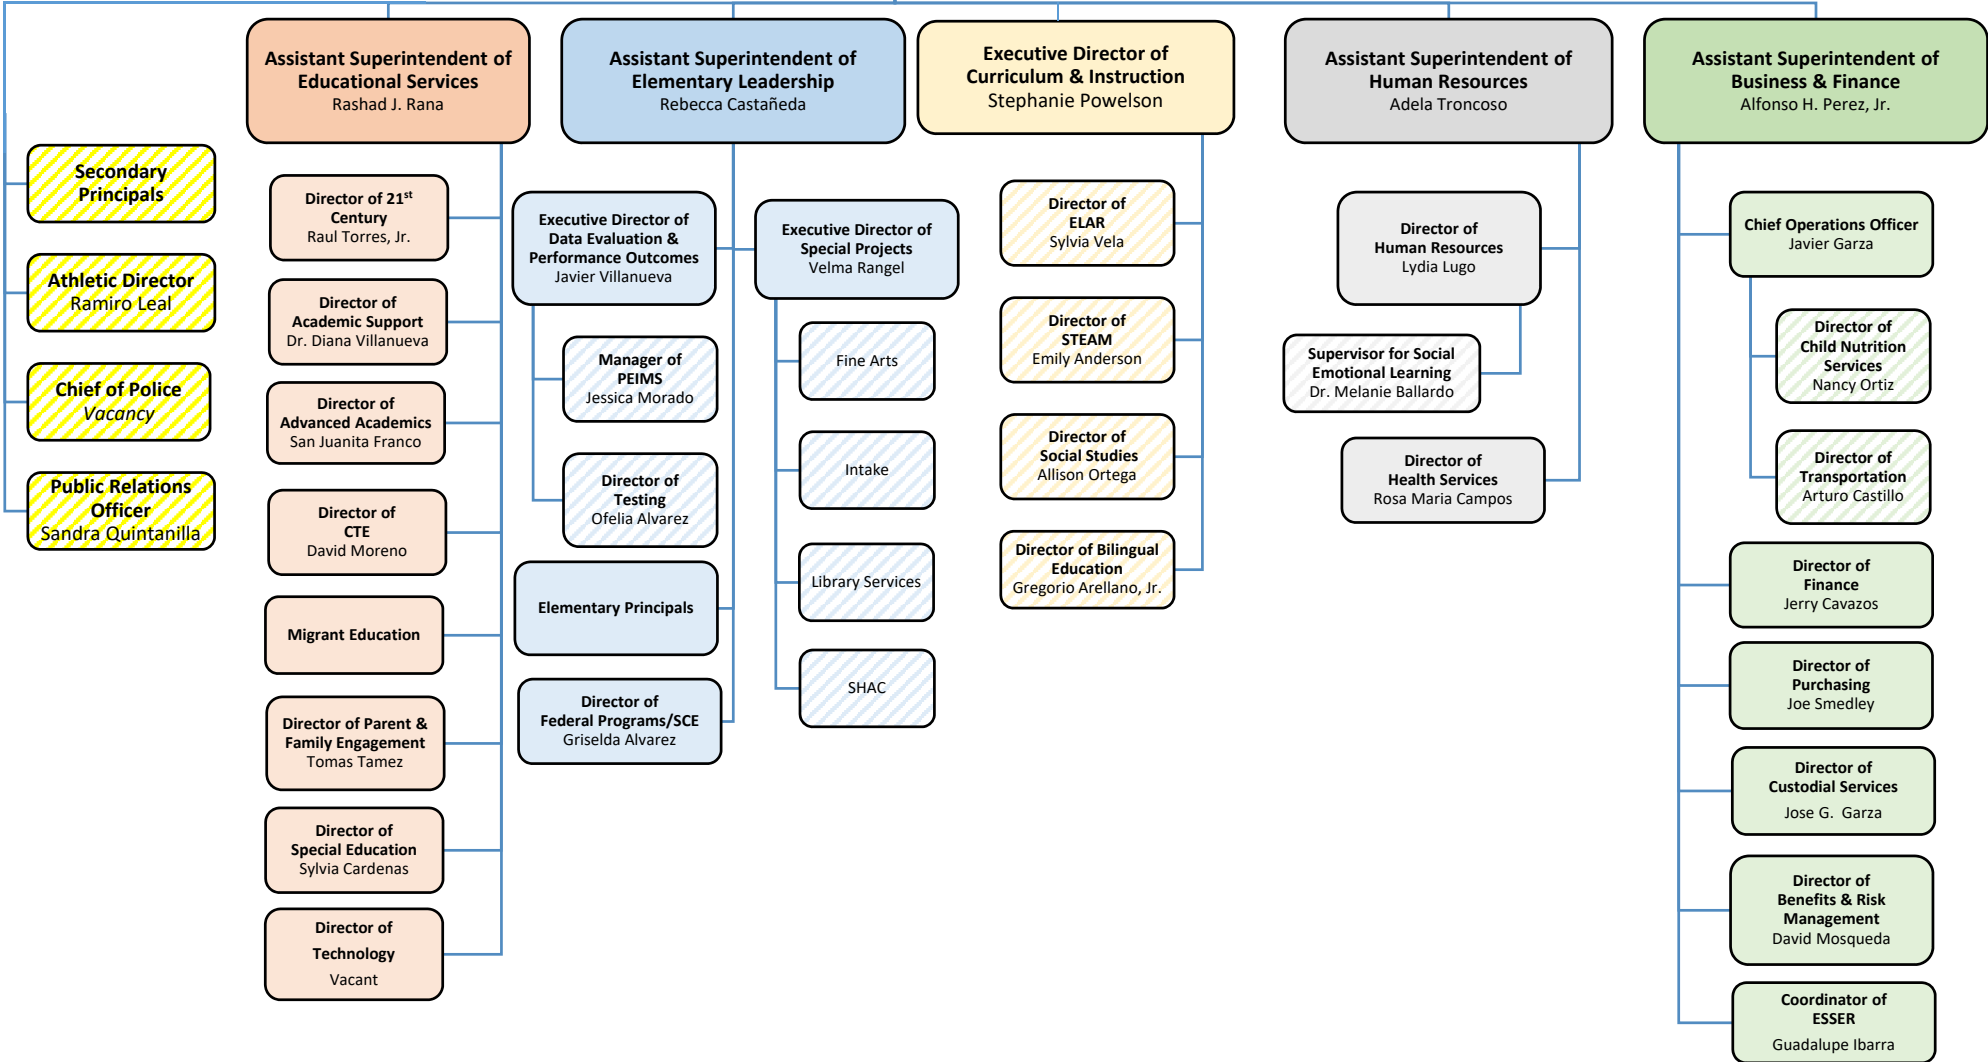 Assistant Superintendent of
Educational Services
Rashad J. Rana
Assistant Superintendent of
Elementary Leadership
Rebecca Castañeda
Executive Director of
Curriculum & Instruction
Stephanie Powelson
Assistant Superintendent of
Human Resources
Adela Troncoso
Assistant Superintendent of
Business & Finance
Alfonso H. Perez, Jr.
Secondary
Principals
Athletic Director
Ramiro Leal
Chief of Police
Vacancy
Public Relations
Officer
Sandra Quintanilla
Director of 21st
Century
Raul Torres, Jr.
Director of
Academic Support
Dr. Diana Villanueva
Director of
Advanced Academics
San Juanita Franco
Director of
CTE
David Moreno
Migrant Education
Director of Parent &
Family Engagement
Tomas Tamez
Director of
Special Education
Sylvia Cardenas
Director of
Technology
Vacant
Executive Director of
Data Evaluation &
Performance Outcomes
Javier Villanueva
Manager of
PEIMS
Jessica Morado
Director of
Testing
Ofelia Alvarez
Elementary Principals
Director of
Federal Programs/SCE
Griselda Alvarez
Executive Director of
Special Projects
Velma Rangel
Fine Arts
Intake
Library Services
SHAC
Director of
ELAR
Sylvia Vela
Director of
STEAM
Emily Anderson
Director of
Social Studies
Allison Ortega
Director of Bilingual
Education
Gregorio Arellano, Jr.
Director of
Human Resources
Lydia Lugo
Supervisor for Social
Emotional Learning
Dr. Melanie Ballardo
Director of
Health Services
Rosa Maria Campos
Chief Operations Officer
Javier Garza
Director of
Child Nutrition
Services
Nancy Ortiz
Director of
Transportation
Arturo Castillo
Director of
Finance
Jerry Cavazos
Director of
Purchasing
Joe Smedley
Director of
Custodial Services
Jose G. Garza
Director of
Benefits & Risk
Management
David Mosqueda
Coordinator of
ESSER
Guadalupe Ibarra